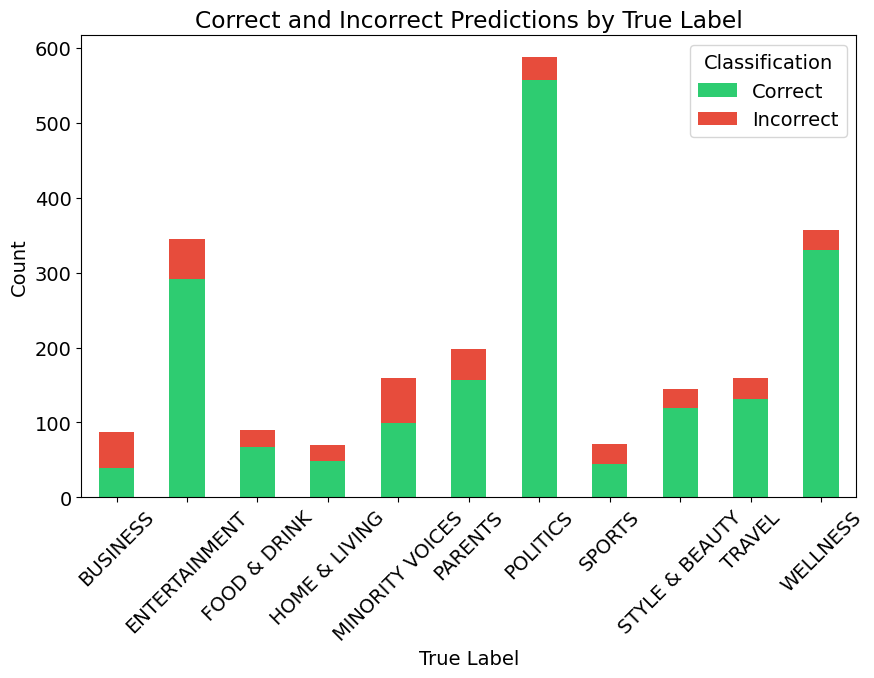 Correct and Incorrect Predictions by True Label
Classification
Correct
Incorrect
Count
600
500
400
300
200
100
0
BUSINESS
ENTERTAINMENT
FOOD & DRINK
HOME & LIVING
MINORITY VOICES
PARENTS
POLITICS
SPORTS
STYLE & BEAUTY
TRAVEL
WELLNESS
True Label